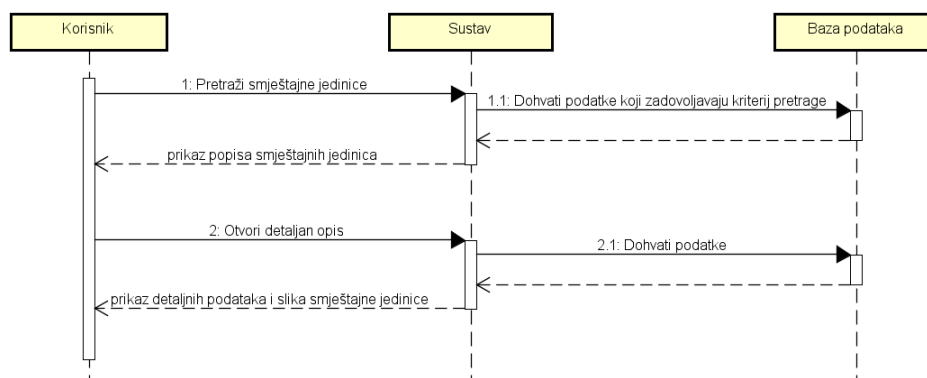 Korisnik
Sustav
Baza podataka
1: Pretraži smještajne jedinice
1.1: Dohvati podatke koji zadovoljavaju kriterij pretrage
prikaz popisa smještajnih jedinica
2: Otvori detaljan opis
2.1: Dohvati podatke
prikaz detaljnih podataka i slika smještajne jedinice